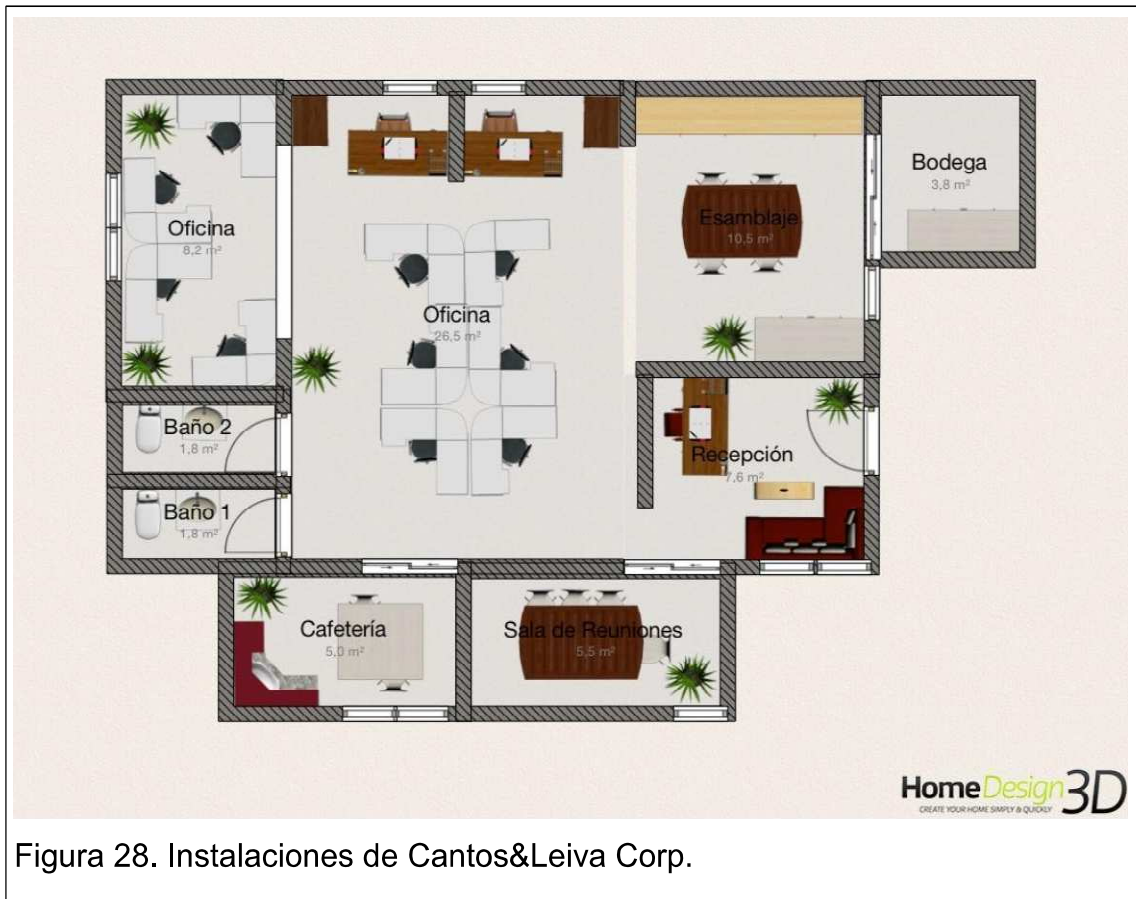 Bodega
3,8 m²
Esamblaje
10,5 m²
Oficina
8,2 m²
Oficina
26,5 m²
Baño 2
1,8 m²
Recepción
7,6 m²
Baño 1
1,8 m²
Cafetería
5,0 m²
Sala de Reuniones
5,5 m²
HomeDesign 3D
CREATE YOUR HOME SIMPLY & QUICKLY
Figura 28. Instalaciones de Cantos&Leiva Corp.